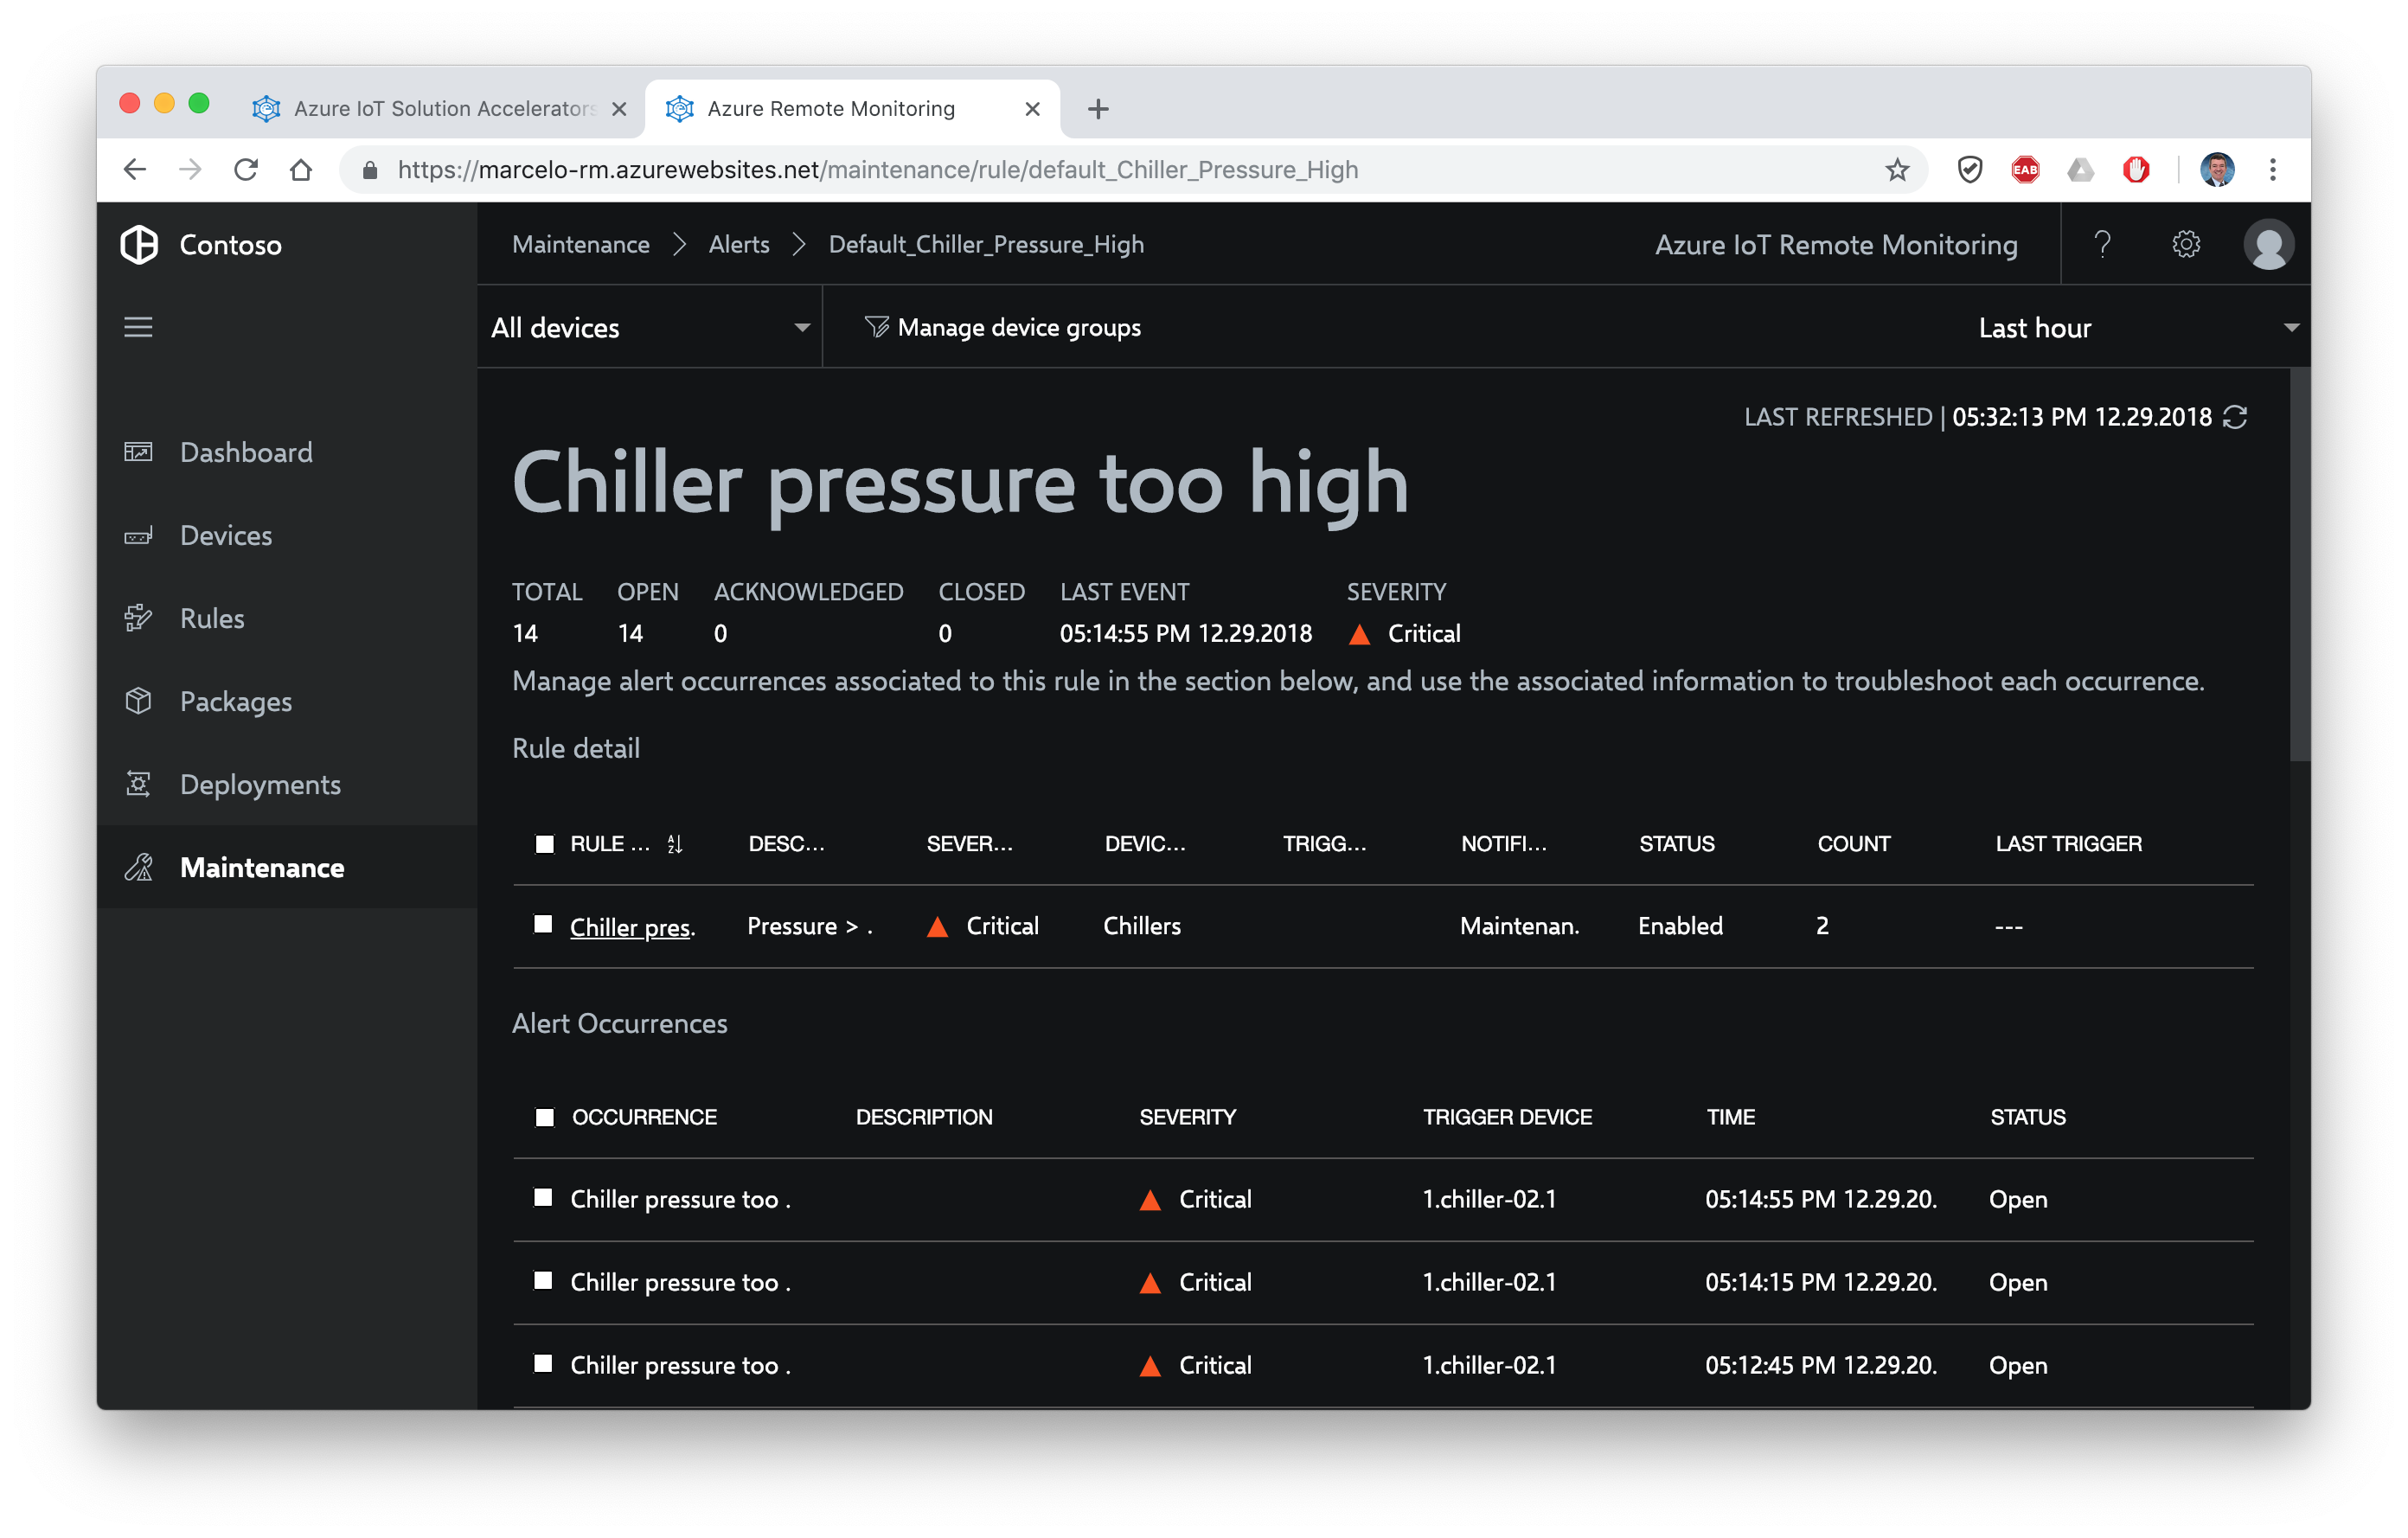 Azure IoT Solution Accelerators
Azure Remote Monitoring
https://marcelo-rm.azurewebsites.net/maintenance/rule/default_Chiller_Pressure_High
EAB
Contoso
Maintenance > Alerts > Default_Chiller_Pressure_High
Azure IoT Remote Monitoring
?
All devices
Manage device groups
Last hour
Dashboard
Devices
Rules
Packages
Deployments
Maintenance
LAST REFRESHED | 05:32:13 PM 12.29.2018
Chiller pressure too high
TOTAL OPEN ACKNOWLEDGED CLOSED LAST EVENT SEVERITY
14 14 0 0 05:14:55 PM 12.29.2018 Critical
Manage alert occurrences associated to this rule in the section below, and use the associated information to troubleshoot each occurrence.
Rule detail
RULE ... DESC... SEVER... DEVIC... TRIGG... NOTIFI... STATUS COUNT LAST TRIGGER
Chiller pres. Pressure > . Critical Chillers Maintenan. Enabled 2 ---
Alert Occurrences
OCCURRENCE DESCRIPTION SEVERITY TRIGGER DEVICE TIME STATUS
Chiller pressure too . Critical 1.chiller-02.1 05:14:55 PM 12.29.20. Open
Chiller pressure too . Critical 1.chiller-02.1 05:14:15 PM 12.29.20. Open
Chiller pressure too . Critical 1.chiller-02.1 05:12:45 PM 12.29.20. Open